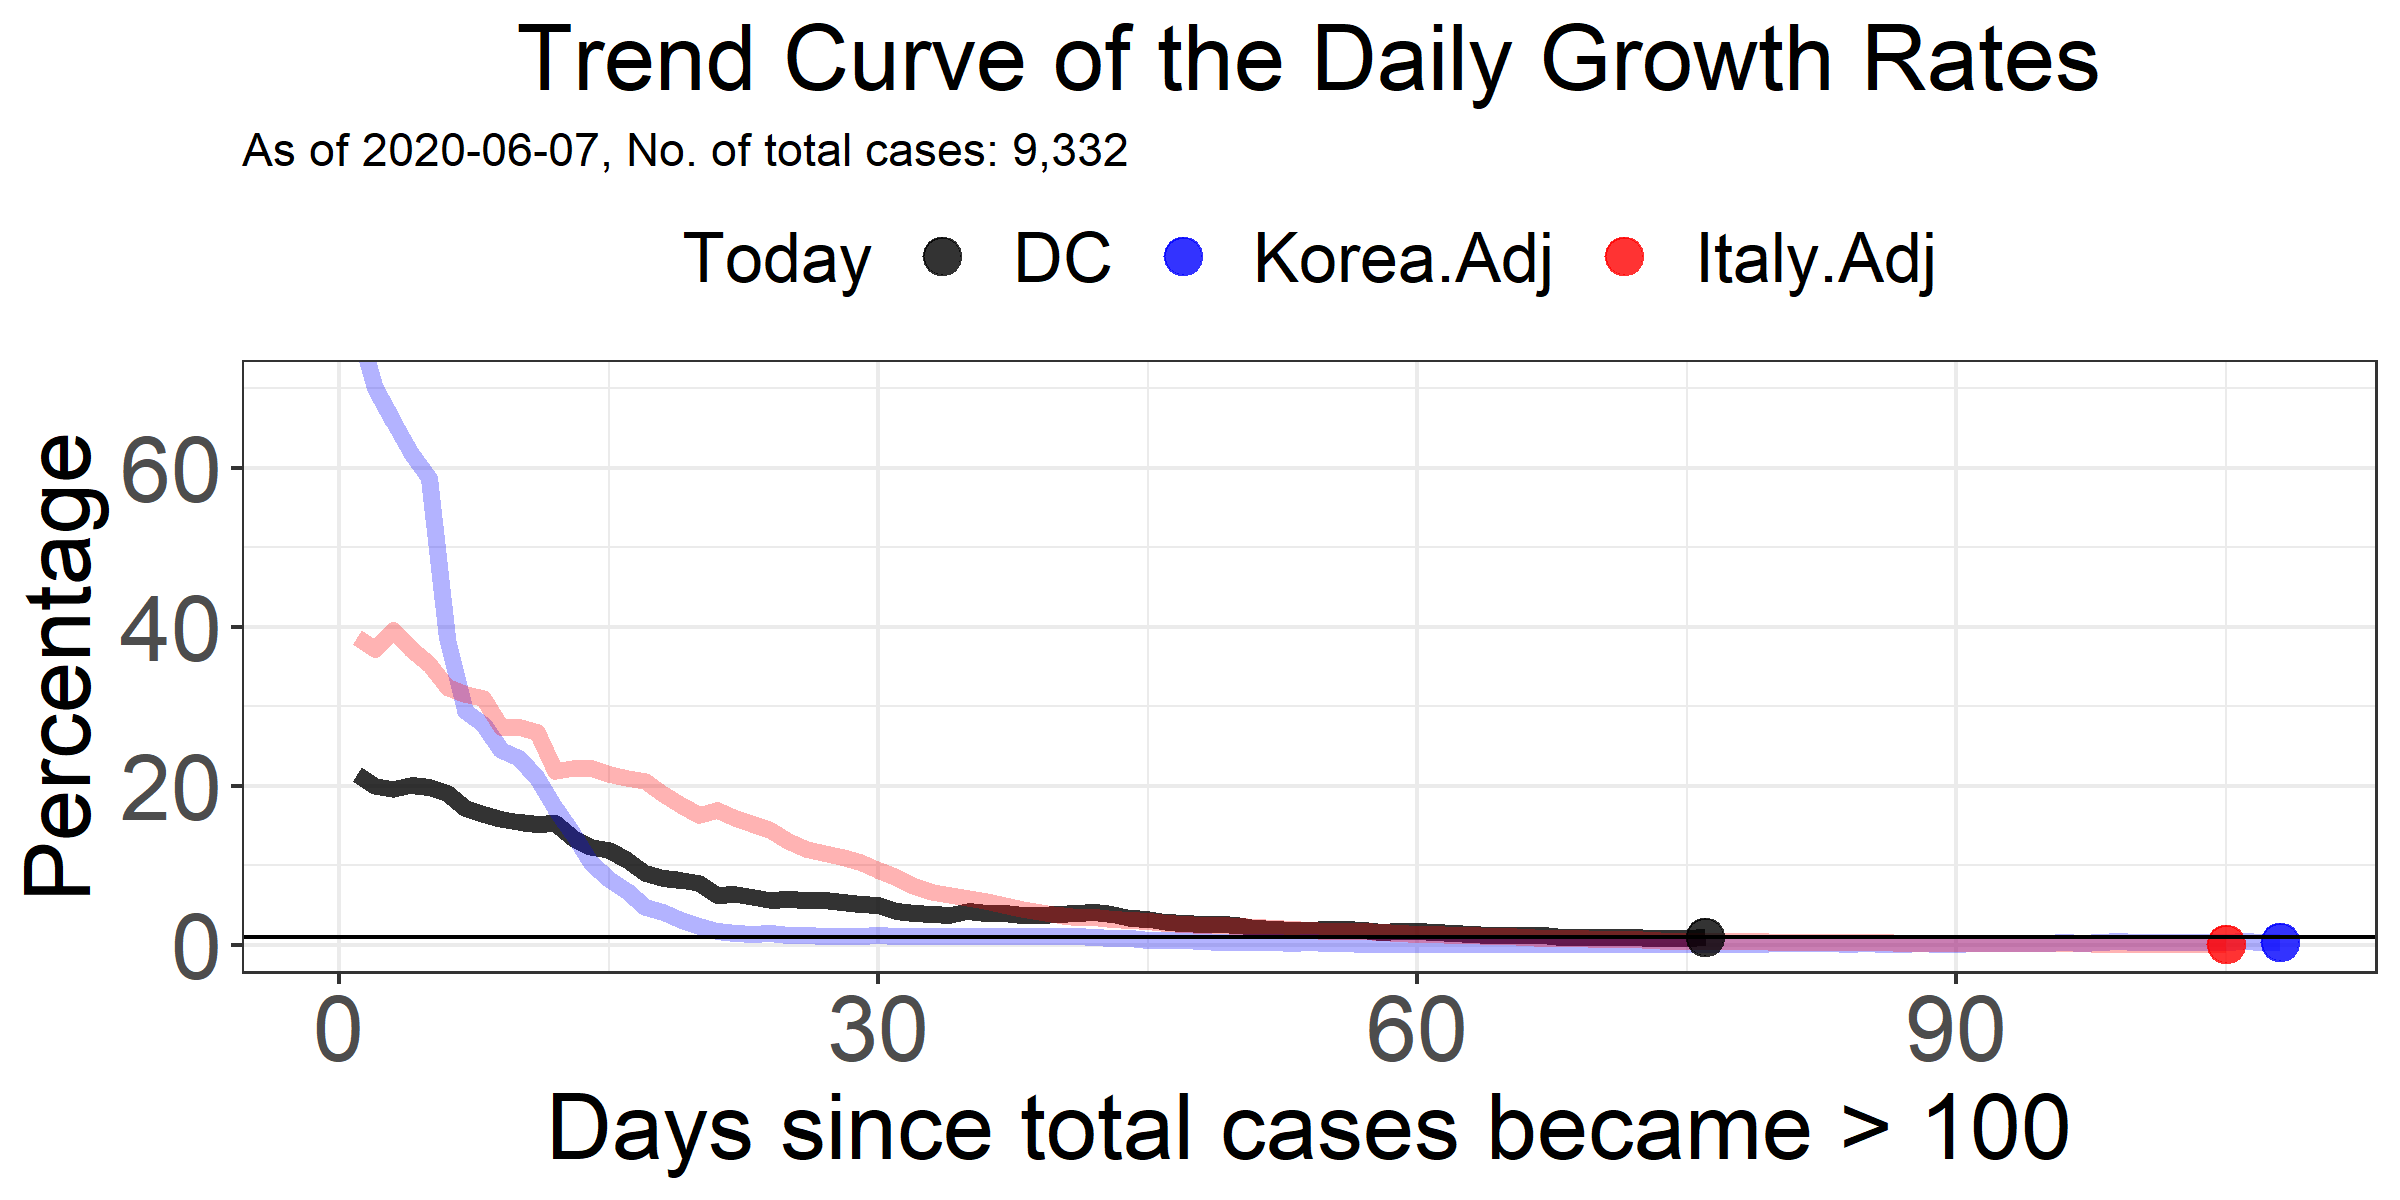 Trend Curve of the Daily Growth Rates
As of 2020-06-07, No. of total cases: 9,332
Today DC Korea.Adj Italy.Adj
Percentage
60
40
20
0
0 30 60 90
Days since total cases became > 100